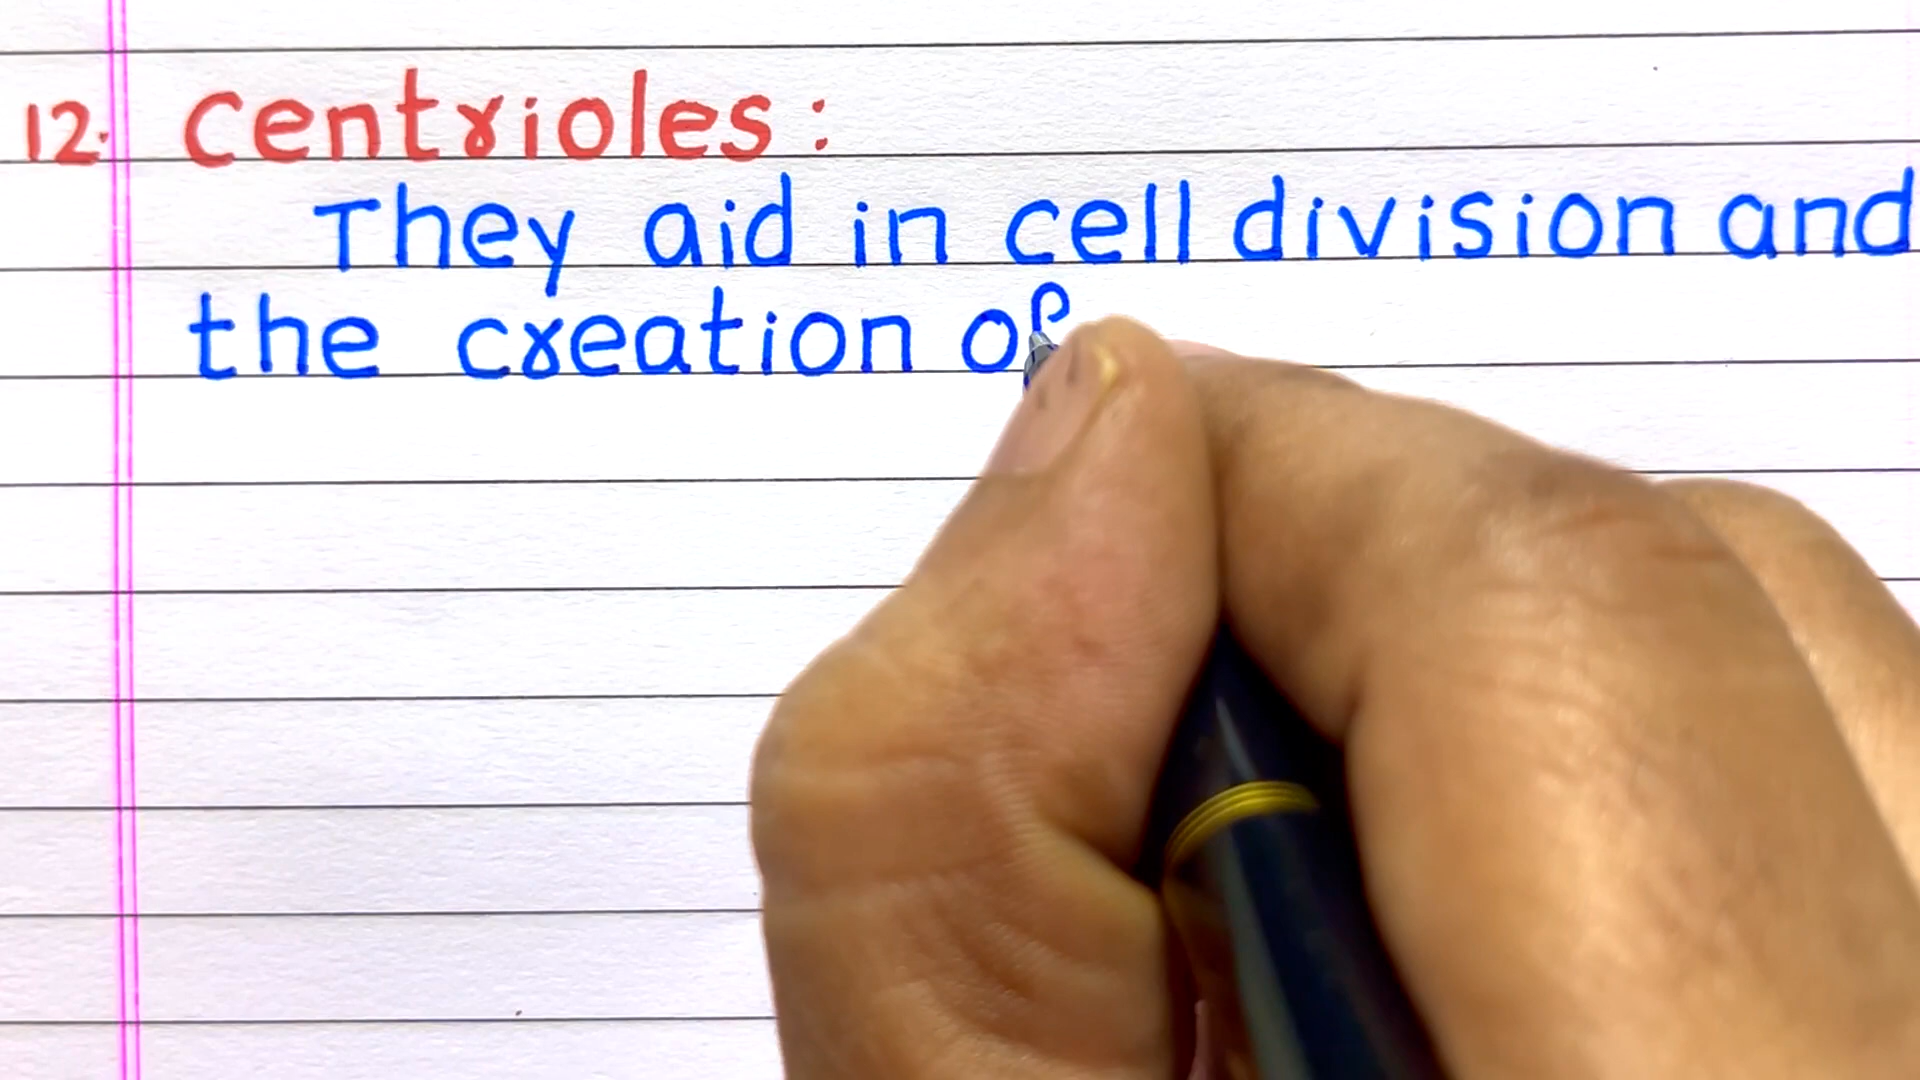 12. Centrioles:
They aid in cell division and
the creation of